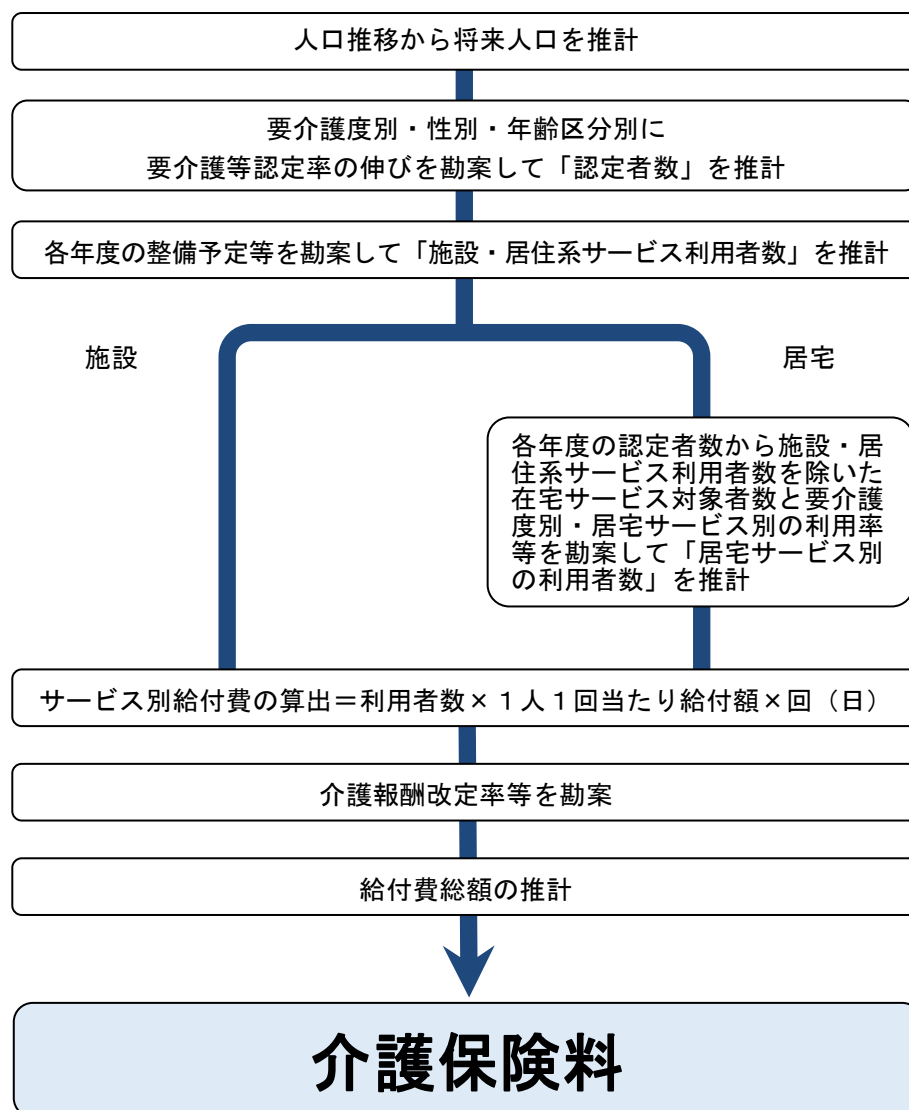 人口推移から将来人口を推計
要介護度別・性別・年齢区分別に
要介護等認定率の伸びを勘案して「認定者数」を推計
各年度の整備予定等を勘案して「施設・居住系サービス利用者数」を推計
施設
居宅
各年度の認定者数から施設・居
住系サービス利用者数を除いた
在宅サービス対象者数と要介護
度別・居宅サービス別の利用率
等を勘案して「居宅サービス別
の利用者数」を推計
サービス別給付費の算出＝利用者数×１人１回当たり給付額×回（日）
介護報酬改定率等を勘案
給付費総額の推計
介護保険料